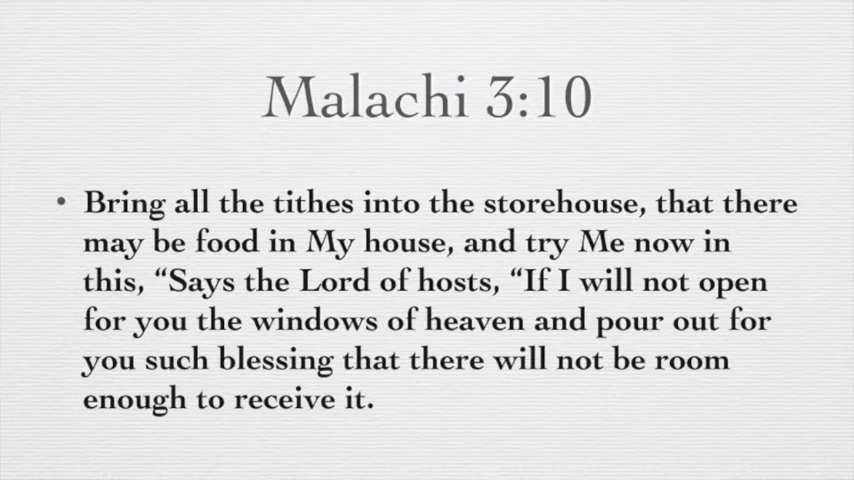 Malachi 3:10
• Bring all the tithes into the storehouse, that there
may be food in My house, and try Me now in
this, “Says the Lord of hosts, “If I will not open
for you the windows of heaven and pour out for
you such blessing that there will not be room
enough to receive it.